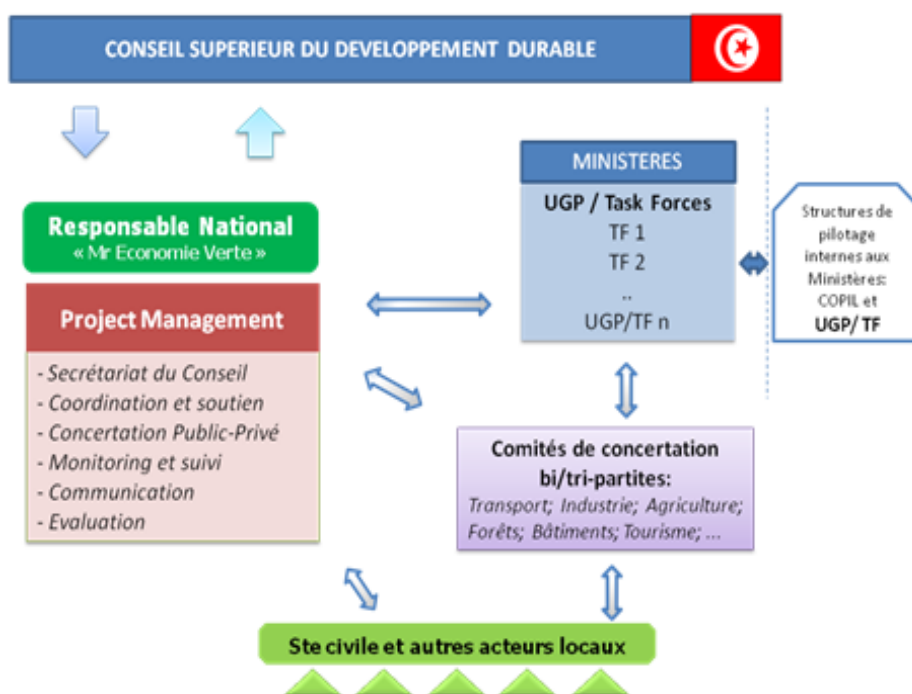 CONSEIL SUPERIEUR DU DEVELOPPEMENT DURABLE
Responsable National
« Mr Economie Verte »
Project Management
- Secrétariat du Conseil
- Coordination et soutien
- Concertation Public-Privé
- Monitoring et suivi
- Communication
- Evaluation
MINISTERES
UGP / Task Forces
TF 1
TF 2
..
UGP/TF n
Structures de
pilotage
internes aux
Ministères:
COPIL et
UGP/ TF
Comités de concertation
bi/tri-partites:
Transport; Industrie; Agriculture;
Forêts; Bâtiments; Tourisme; ...
Ste civile et autres acteurs locaux